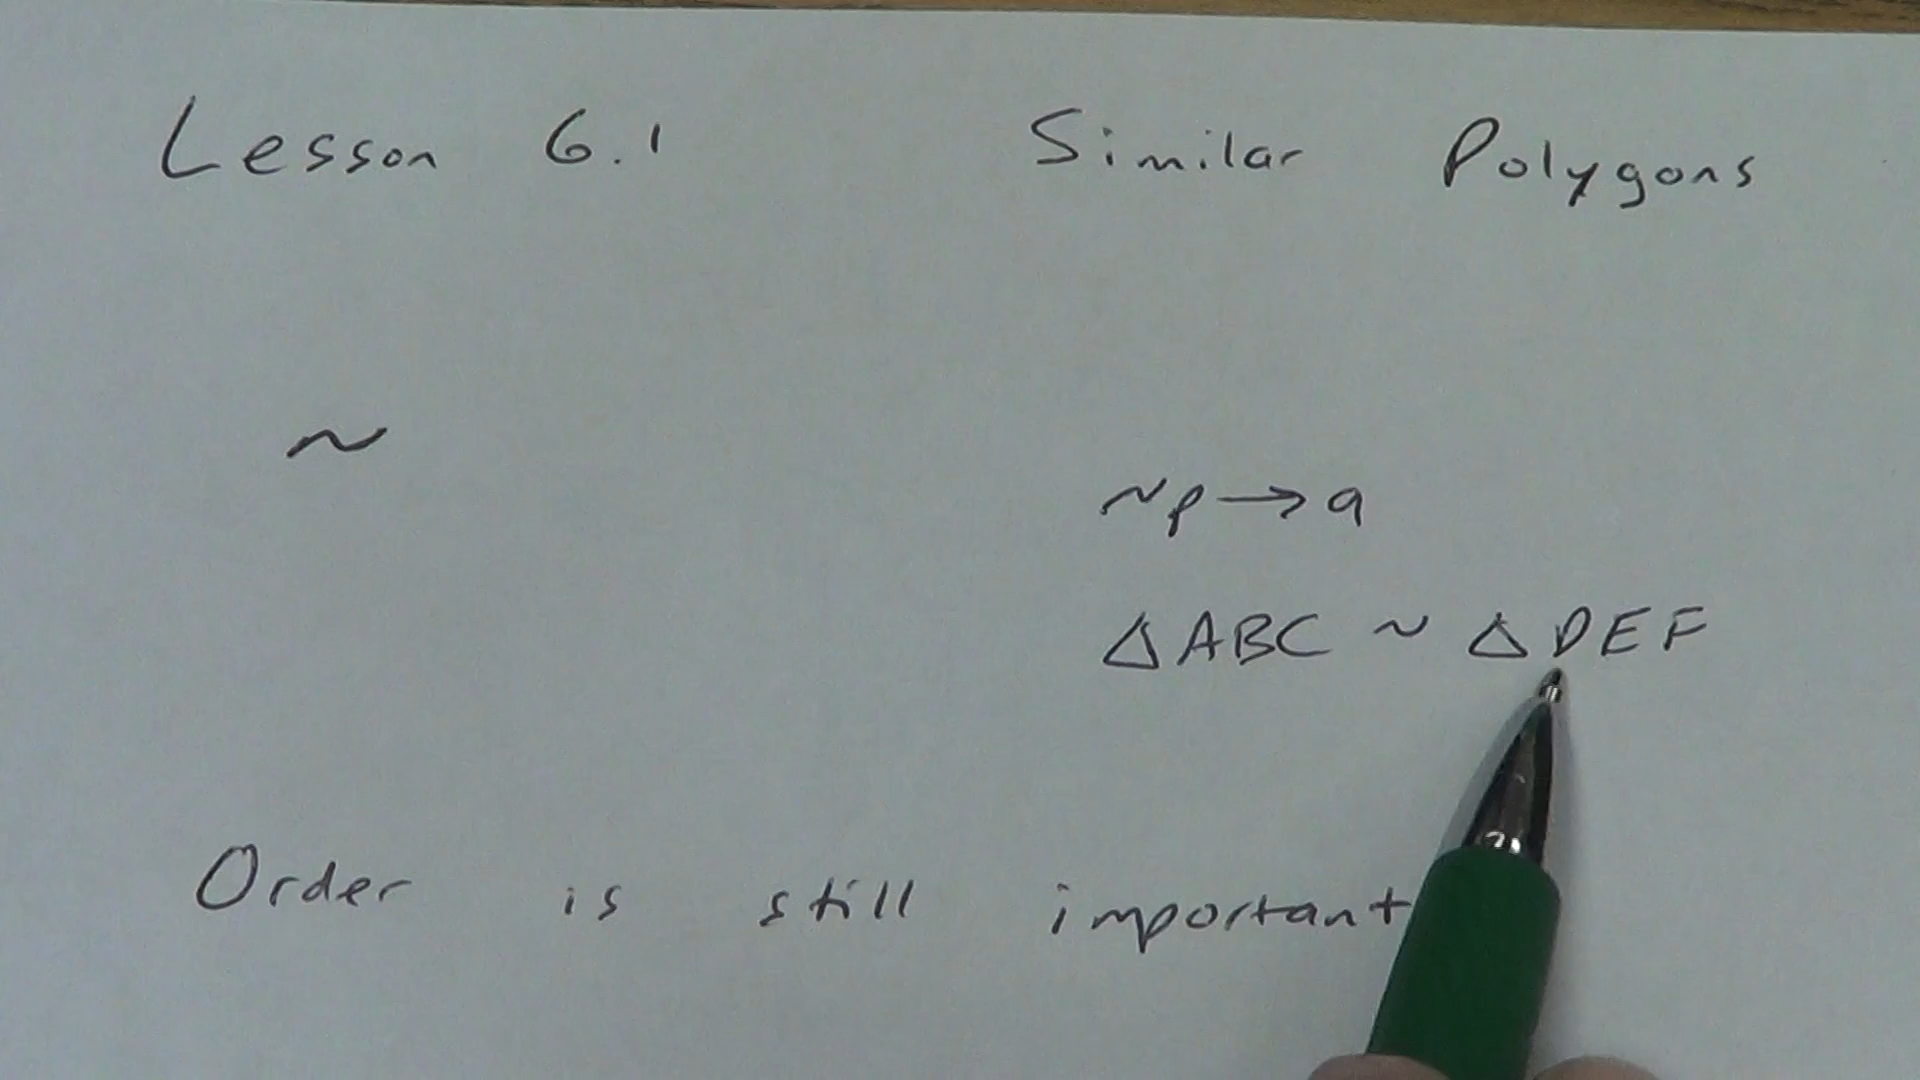 Lesson 6.1 Similar Polygons
~
~p→q
△ABC ~ △DEF
Order is still important